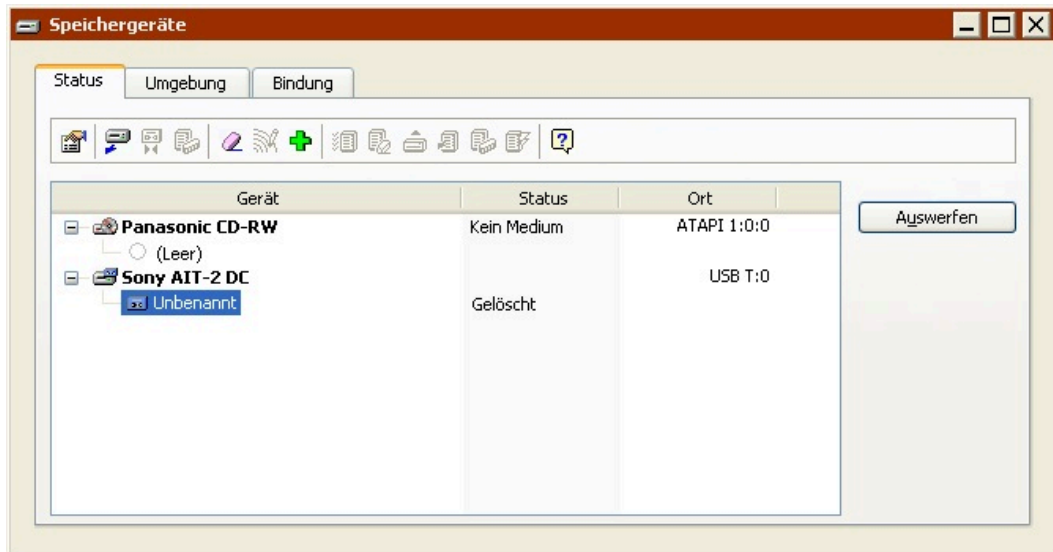 Speichergeräte
Status Umgebung Bindung
Gerät Status Ort
Panasonic CD-RW Kein Medium ATAPI 1:0:0
(Leer)
Sony AIT-2 DC USB T:0
Unbenannt Gelöscht
Auswerfen